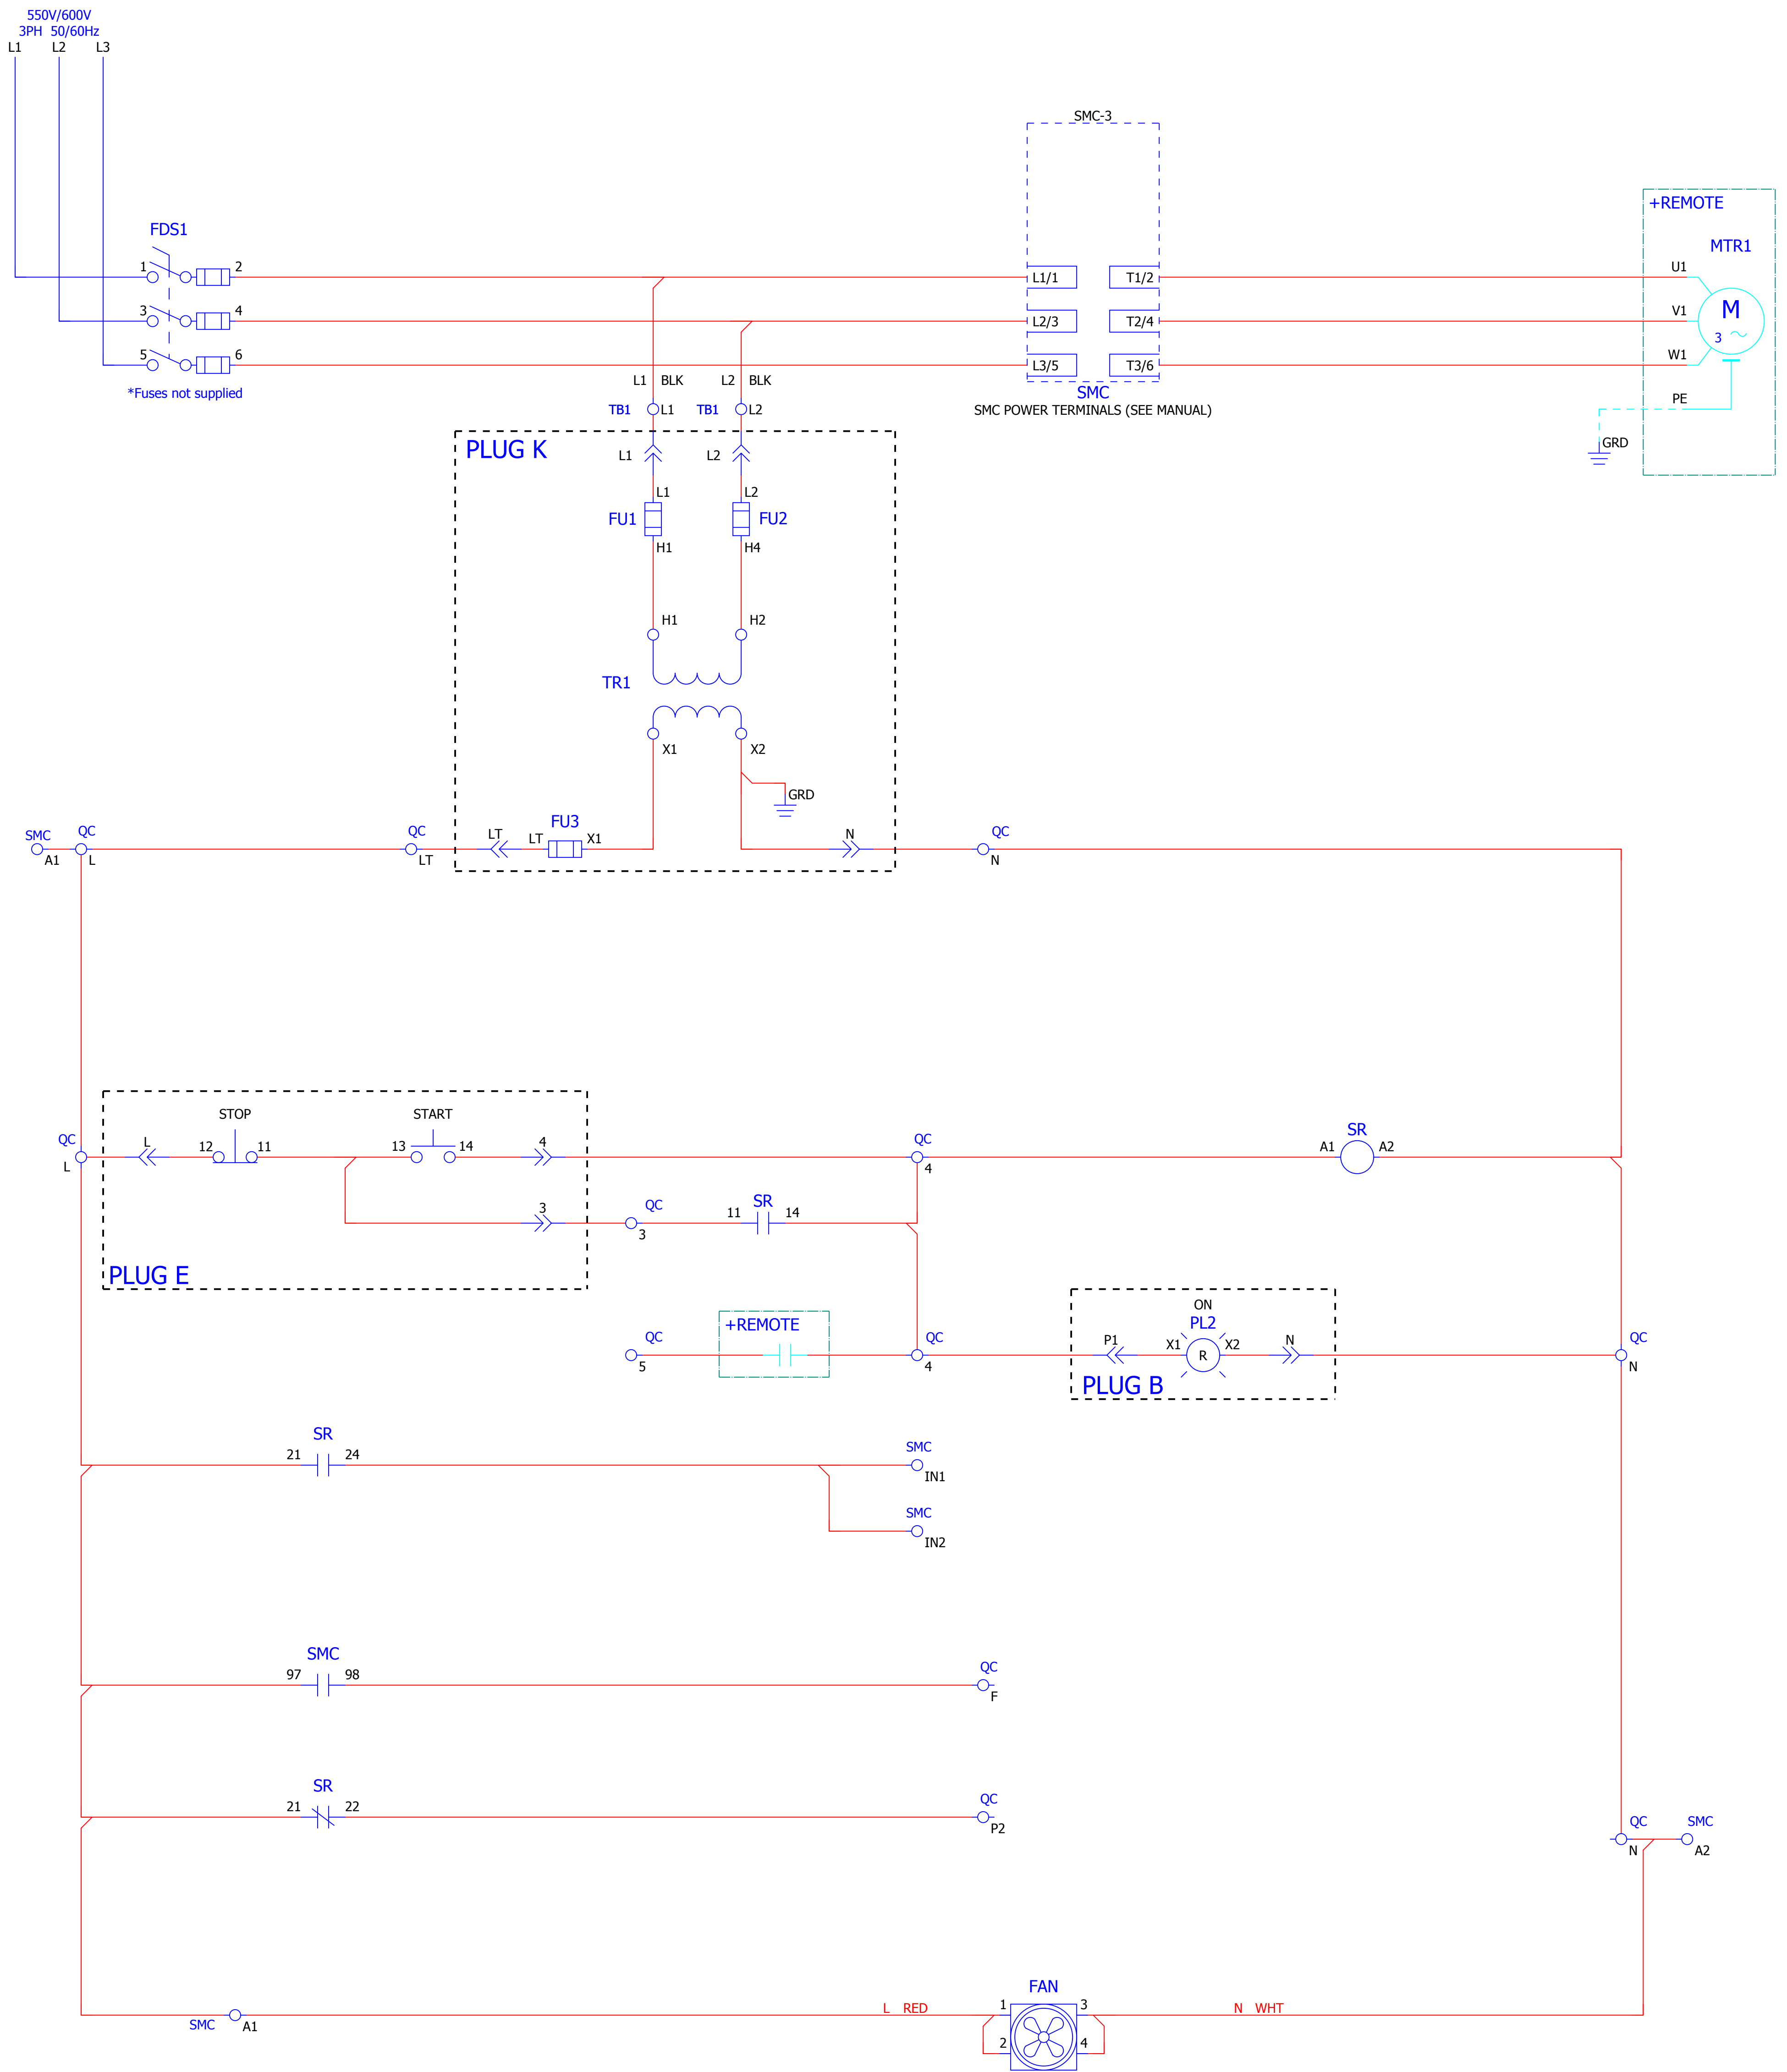 550V/600V
3PH 50/60Hz
L1 L2 L3
SMC-3
+REMOTE
FDS1
MTR1
1 2 L1/1 T1/2 U1
3 4 L2/3 T2/4 V1
M
3
5 6 L3/5 T3/6 W1
*Fuses not supplied
L1 BLK L2 BLK
SMC
PE
TB1 L1 TB1 L2
SMC POWER TERMINALS (SEE MANUAL)
GRD
PLUG K
L1 L2
L1 L2
FU1 FU2
H1 H4
H1 H2
TR1
X1 X2
GRD
SMC QC QC FU3 QC
LT LT X1 N
A1 L LT N
STOP START
QC L 12 11 13 14 4 QC A1 SR A2
L 4
3 QC 11 SR 14
3
PLUG E
ON
+REMOTE PL2
QC QC P1 X1 R X2 N QC
5 4 N
PLUG B
SR
21 24 SMC
IN1
SMC
IN2
SMC
97 98 QC
F
SR
21 22 QC
P2
QC SMC
N A2
FAN
L RED 1 3 N WHT
SMC A1
2 4